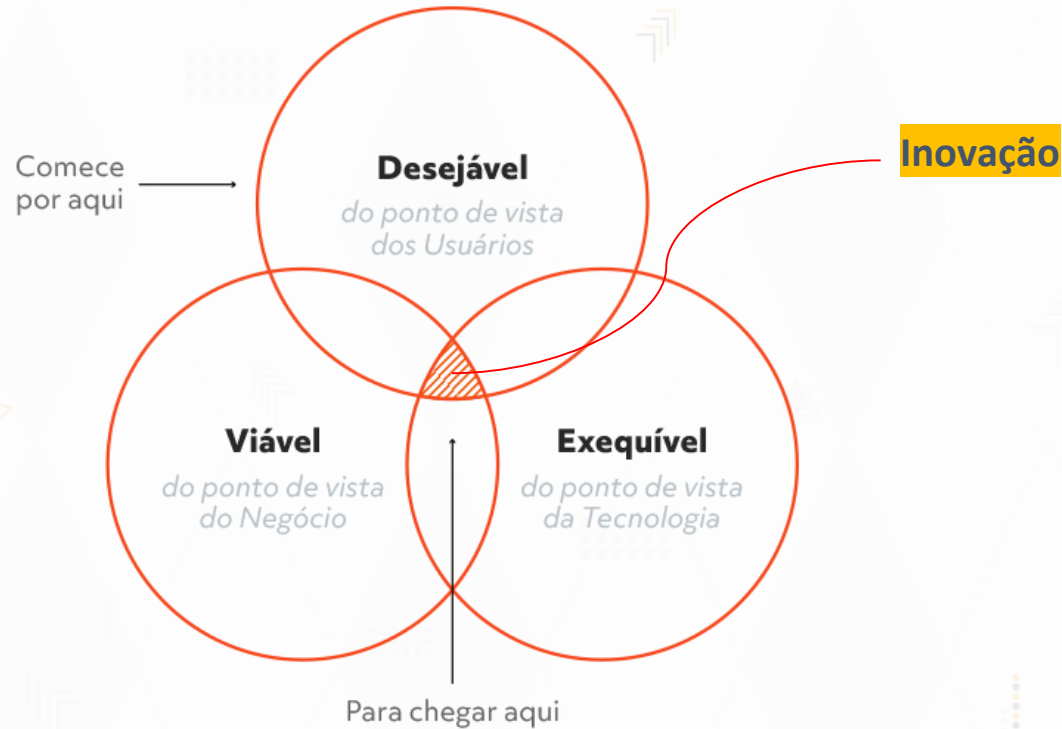 Comece
por aqui
Desejável
do ponto de vista
dos Usuários
Inovação
Viável
do ponto de vista
do Negócio
Exequível
do ponto de vista
da Tecnologia
Para chegar aqui